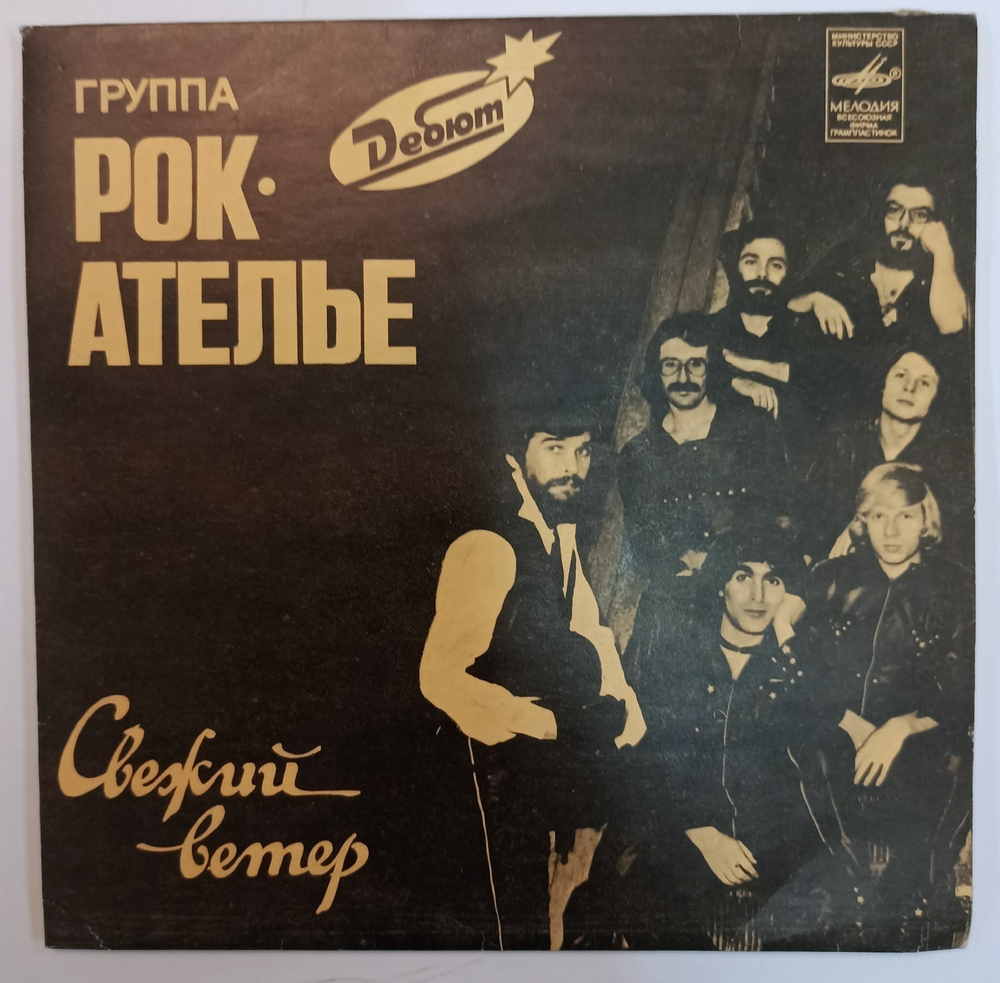 ГРУППА
РОК·
АТЕЛЬЕ
Дебют
МИНИСТЕРСТВО
КУЛЬТУРЫ СССР
®
МЕЛОДИЯ
ВСЕСОЮЗНАЯ
ФИРМА
ГРАМПЛАСТИНОК
Свежий
ветер